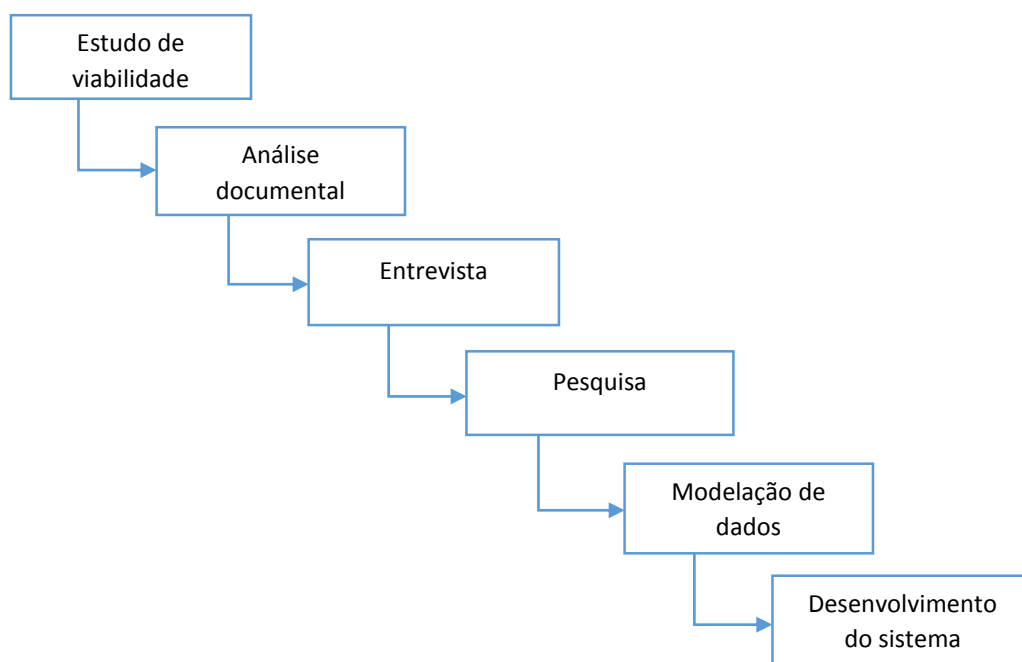 Estudo de
viabilidade
Análise
documental
Entrevista
Pesquisa
Modelação de
dados
Desenvolvimento
do sistema